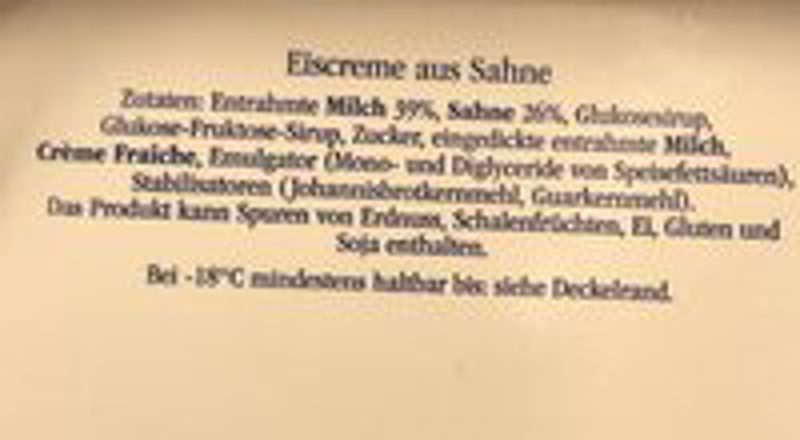 Eiscreme aus Sahne
Zutaten: Entrahmte Milch 39%, Sahne 26%, Glukosesirup,
Glukose-Fruktose-Sirup, Zucker, eingedickte entrahmte Milch,
Crème Fraîche, Emulgator (Mono- und Diglyceride von Speisefettsäuren),
Stabilisatoren (Johannisbrotkernmehl, Guarkernmehl).
Das Produkt kann Spuren von Erdnuss, Schalenfrüchten, Ei, Gluten und
Soja enthalten.
Bei -18°C mindestens haltbar bis: siehe Deckelrand.